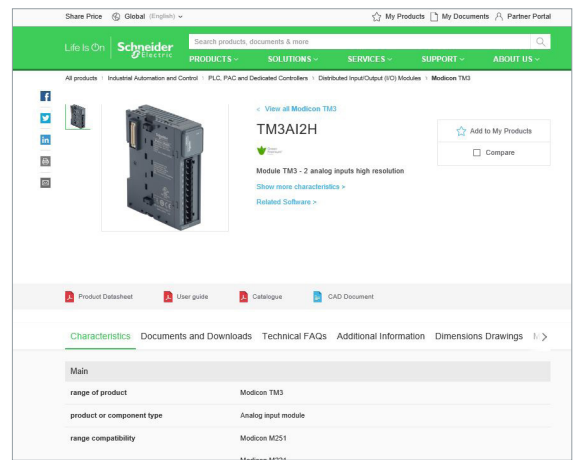 Share Price Global (English)
My Products My Documents Partner Portal
Life Is On Schneider Electric
Search products, documents & more
PRODUCTS SOLUTIONS SERVICES SUPPORT ABOUT US
All products Industrial Automation and Control PLC, PAC and Dedicated Controllers Distributed Input/Output (I/O) Modules Modicon TM3
< View all Modicon TM3
TM3AI2H
Add to My Products
Compare
Module TM3 - 2 analog inputs high resolution
Show more characteristics >
Related Software >
Product Datasheet User guide Catalogue CAD Document
Characteristics Documents and Downloads Technical FAQs Additional Information Dimensions Drawings
Main
range of product Modicon TM3
product or component type Analog input module
range compatibility Modicon M251